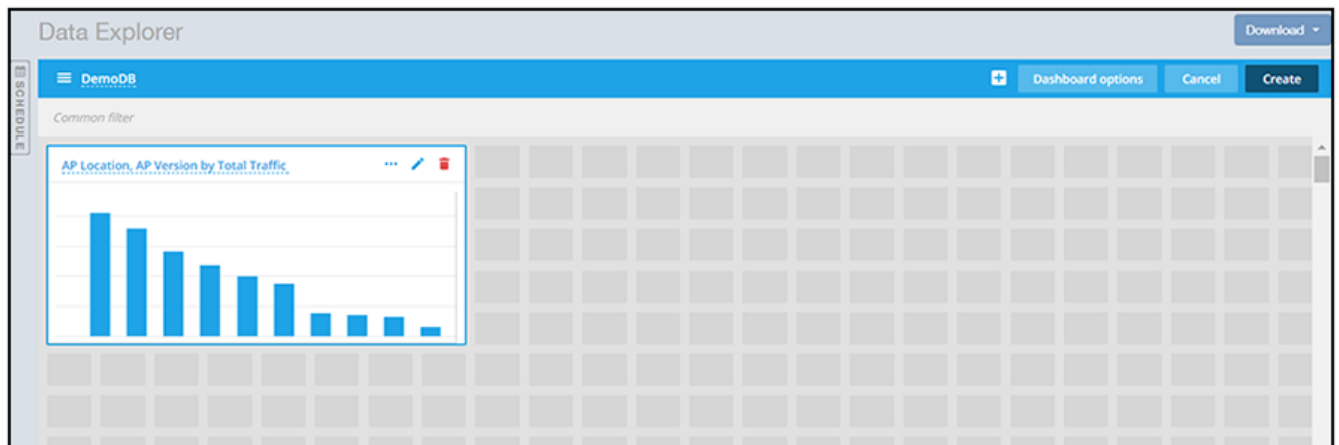 Data Explorer
Download
SCHEDULE
DemoDB
Dashboard options
Cancel
Create
Common filter
AP Location, AP Version by Total Traffic